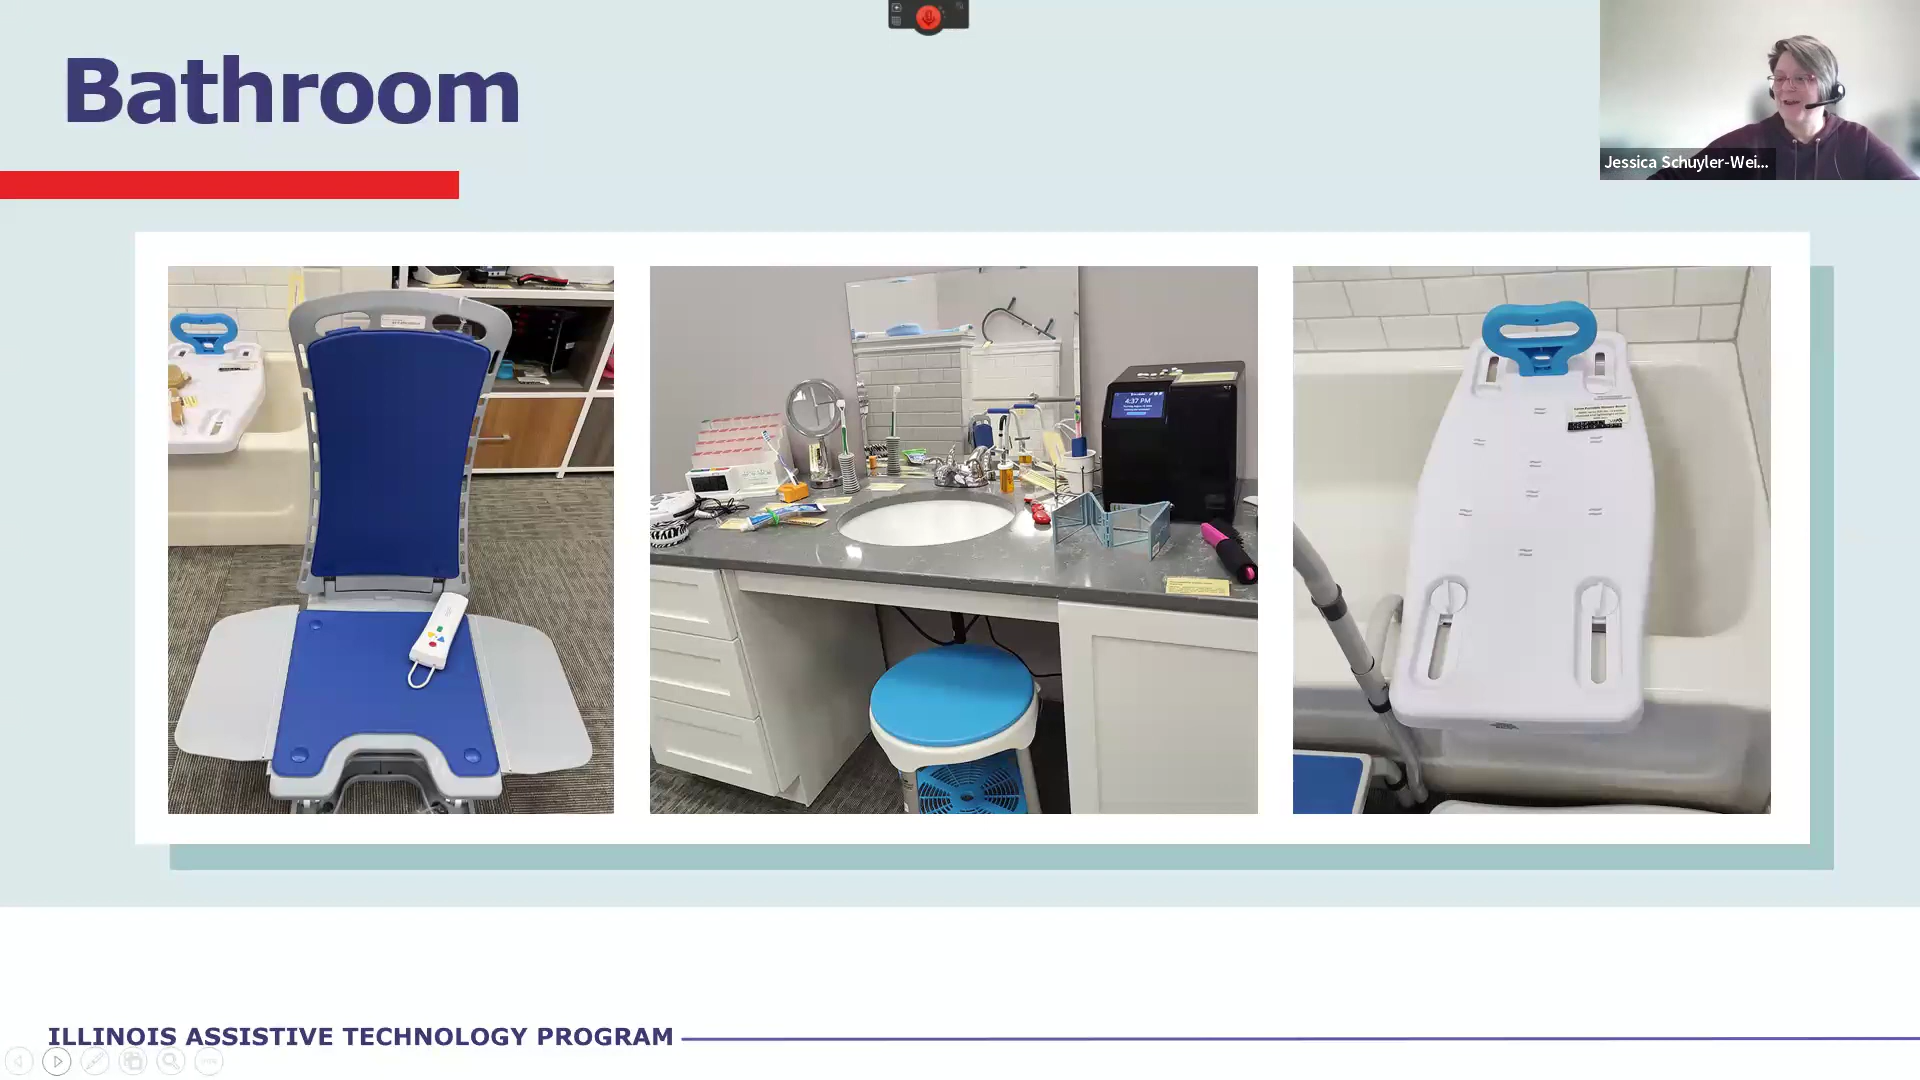 Bathroom
Jessica Schuyler-Wei...
4:37 PM
ILLINOIS ASSISTIVE TECHNOLOGY PROGRAM